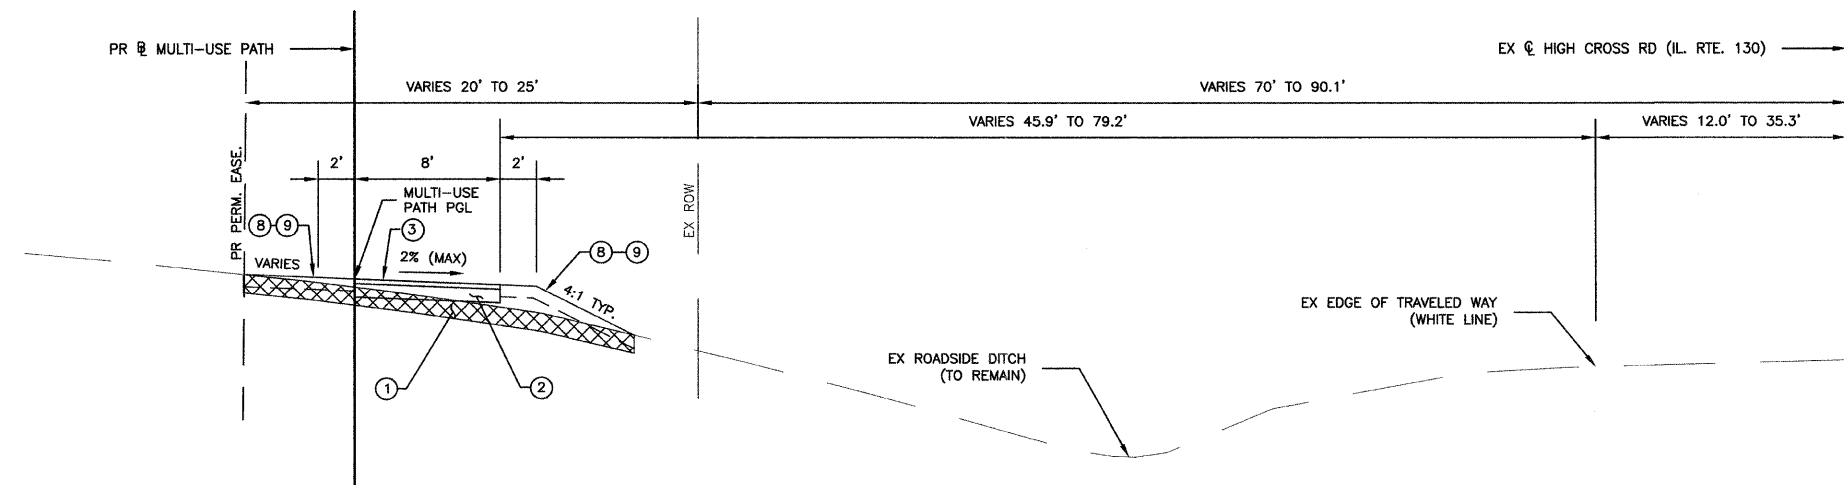 PR ⅊ MULTI-USE PATH
EX ℄ HIGH CROSS RD (IL. RTE. 130)
VARIES 20' TO 25'
VARIES 70' TO 90.1'
VARIES 45.9' TO 79.2'
VARIES 12.0' TO 35.3'
PR PERM. EASE.
2'
8'
2'
MULTI-USE
PATH PGL
EX ROW
8
9
3
2% (MAX)
VARIES
8
9
4:1 TYP.
1
2
EX ROADSIDE DITCH
(TO REMAIN)
EX EDGE OF TRAVELED WAY
(WHITE LINE)